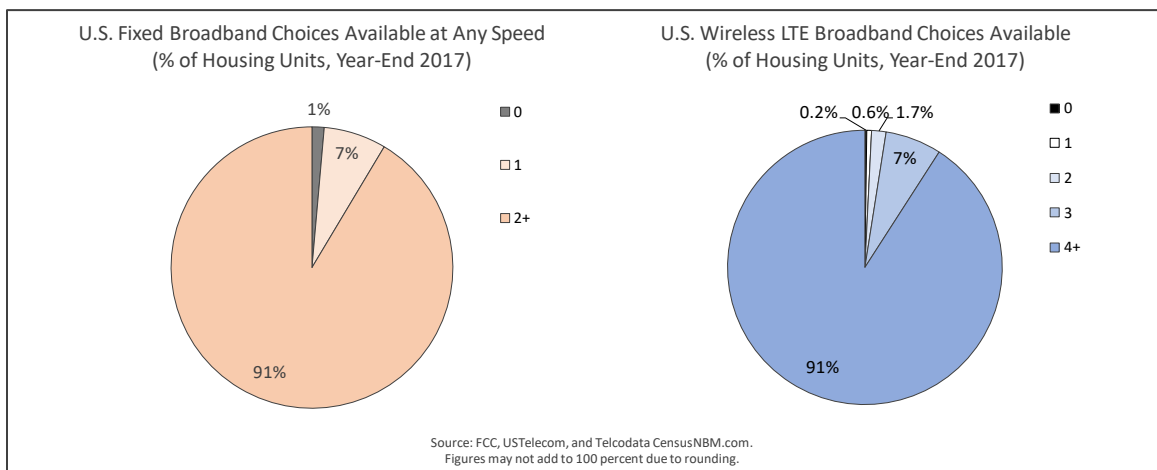 U.S. Fixed Broadband Choices Available at Any Speed
(% of Housing Units, Year-End 2017)
1%
7%
91%
0
1
2+
U.S. Wireless LTE Broadband Choices Available
(% of Housing Units, Year-End 2017)
0.2%
0.6%
1.7%
7%
91%
0
1
2
3
4+
Source: FCC, USTelecom, and Telcodata CensusNBM.com.
Figures may not add to 100 percent due to rounding.